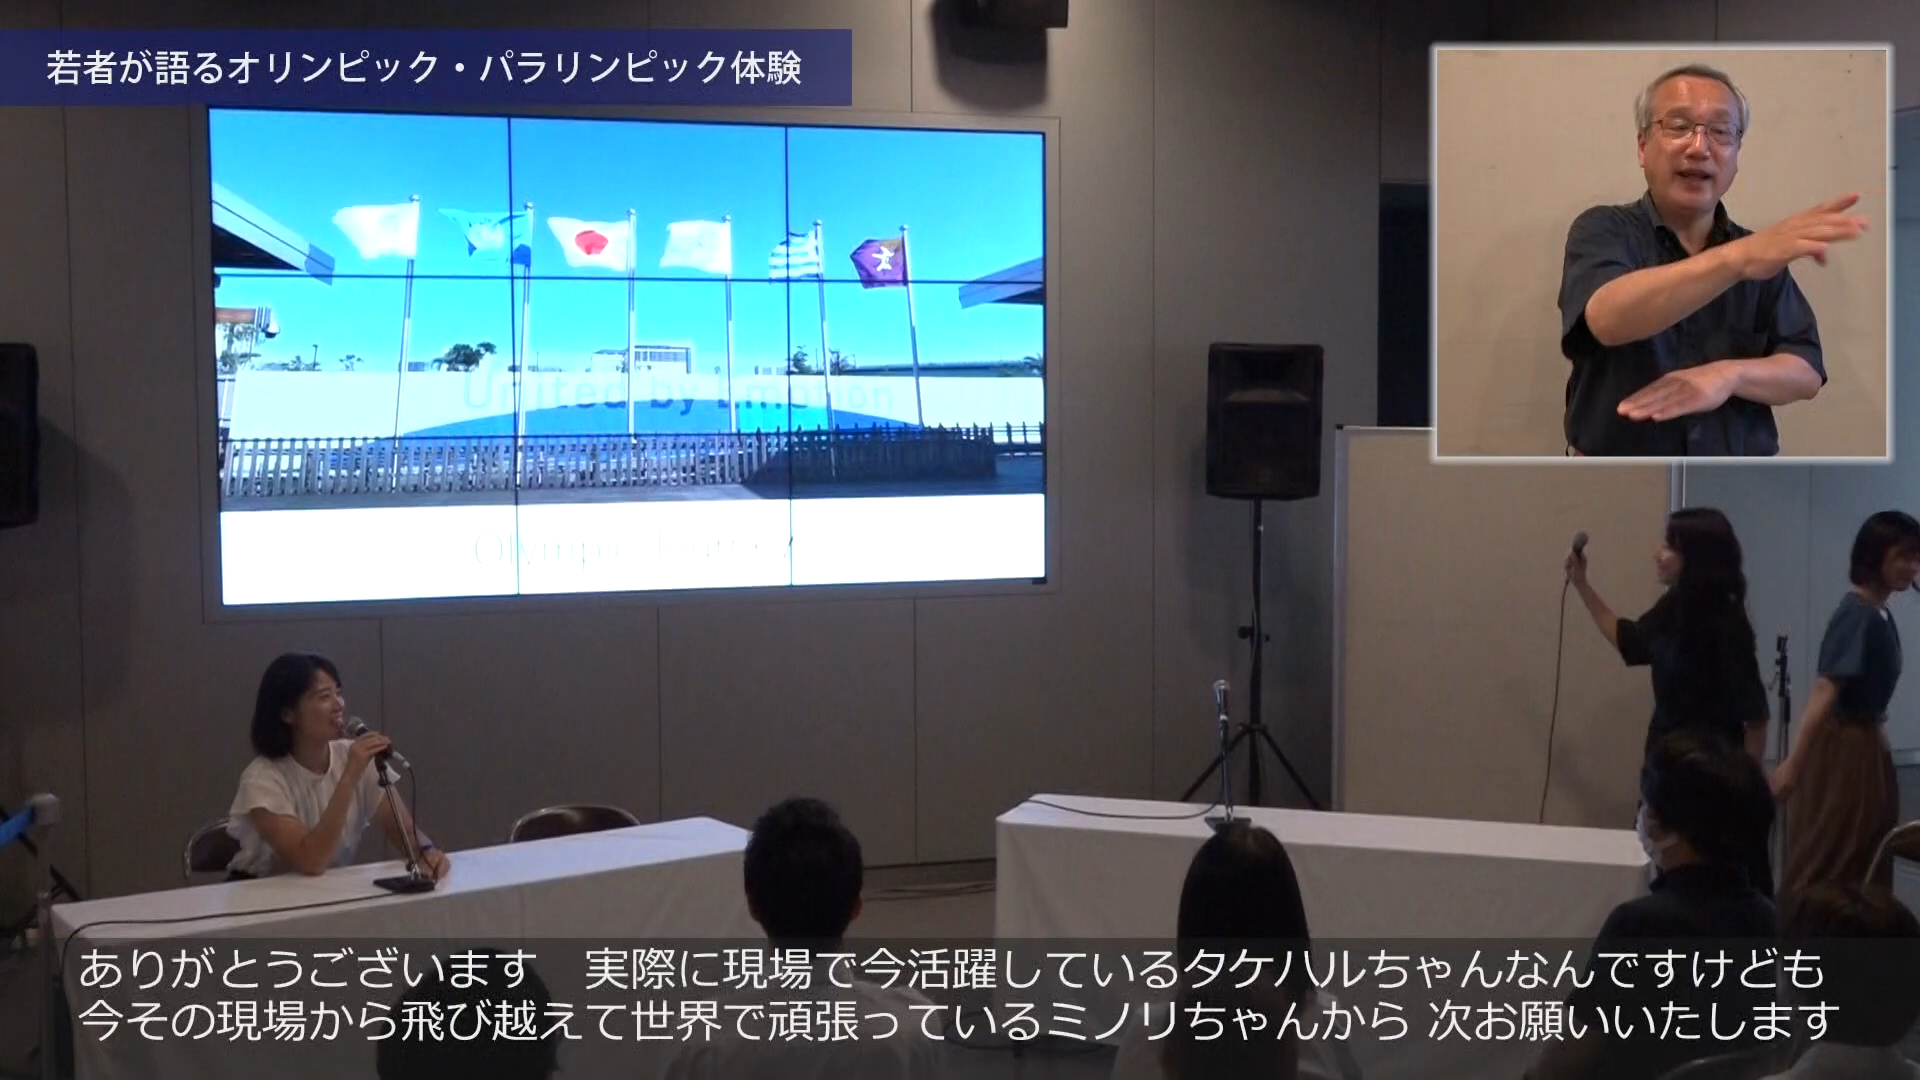 若者が語るオリンピック・パラリンピック体験
United by Emotion
ありがとうございます　実際に現場で今活躍しているタケハルちゃんなんですけども
今その現場から飛び越えて世界で頑張っているミノリちゃんから 次お願いいたします